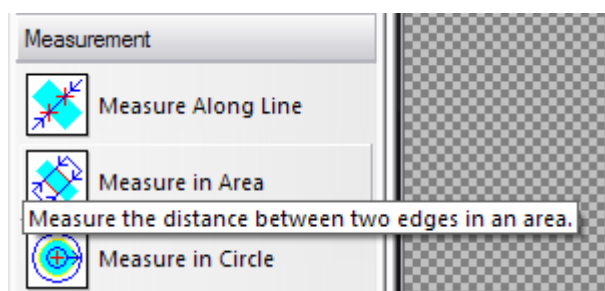 Measurement
Measure Along Line
Measure in Area
Measure the distance between two edges in an area.
Measure in Circle